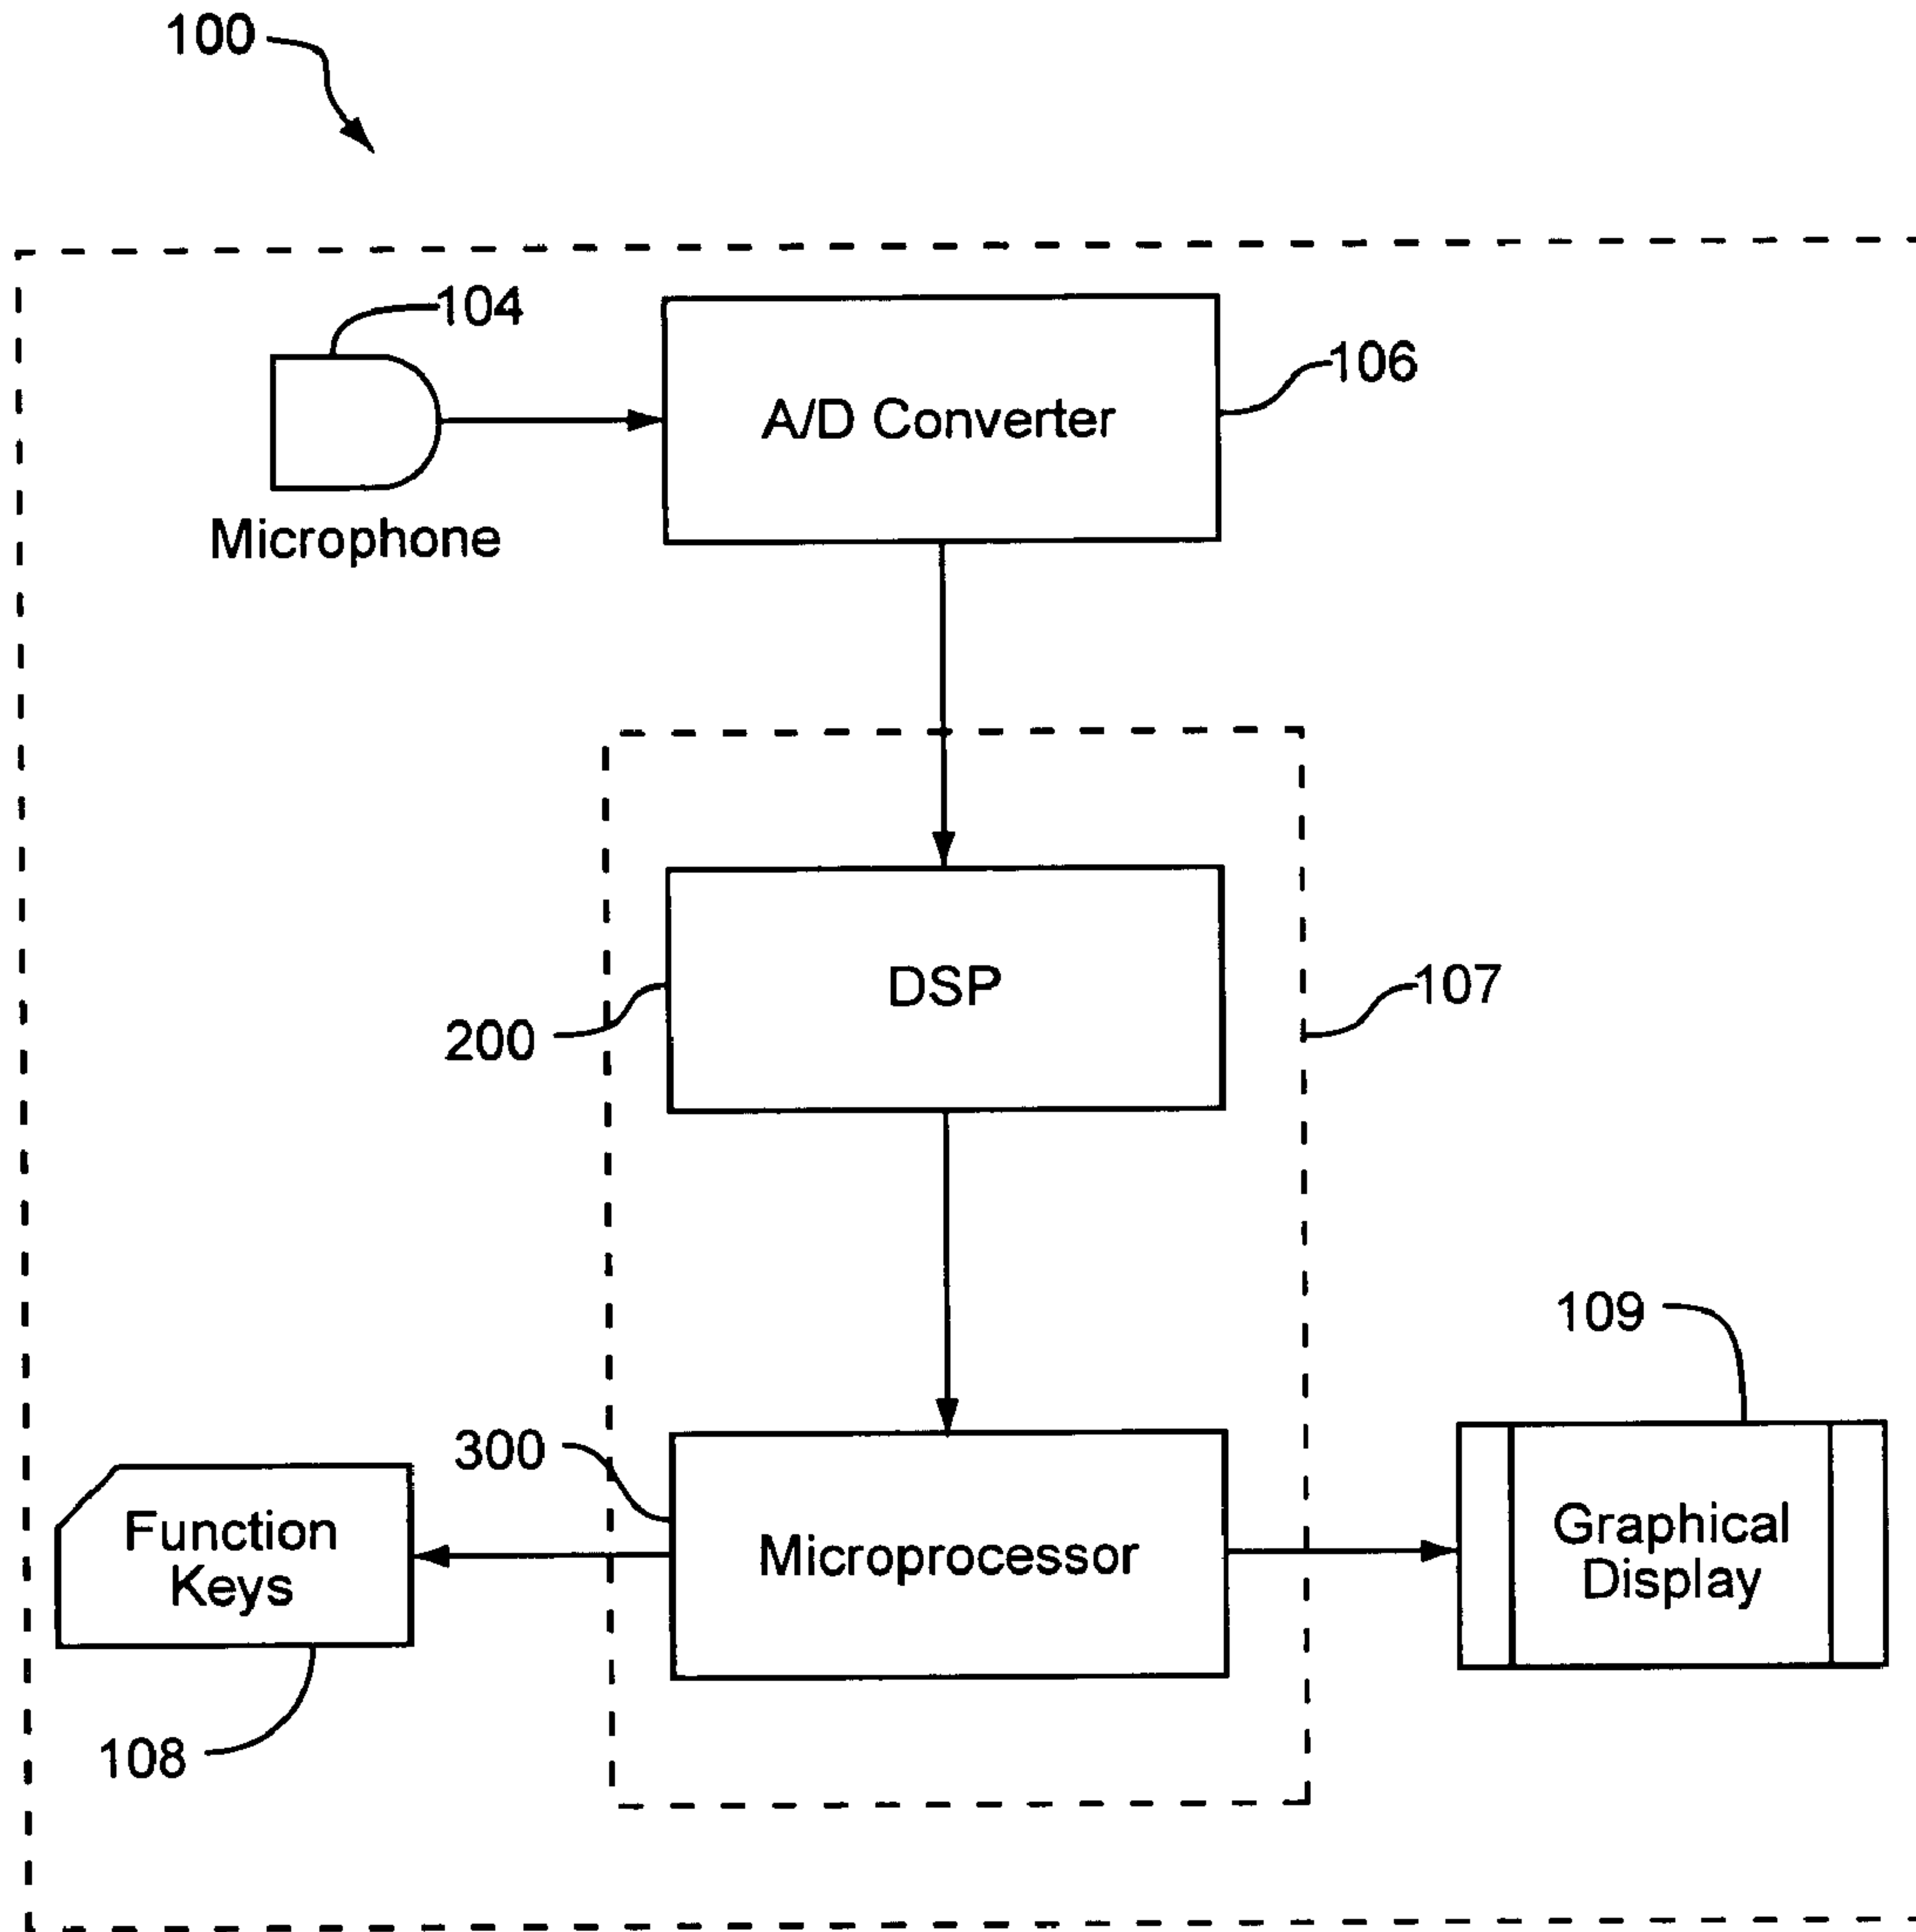 100
104
A/D Converter
106
Microphone
DSP
200
107
109
300
Function
Keys
Microprocessor
Graphical
Display
108